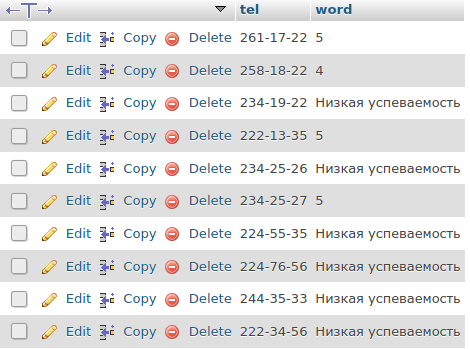 tel word
Edit Copy Delete 261-17-22 5
Edit Copy Delete 258-18-22 4
Edit Copy Delete 234-19-22 Низкая успеваемость
Edit Copy Delete 222-13-35 5
Edit Copy Delete 234-25-26 Низкая успеваемость
Edit Copy Delete 234-25-27 5
Edit Copy Delete 224-55-35 Низкая успеваемость
Edit Copy Delete 224-76-56 Низкая успеваемость
Edit Copy Delete 244-35-33 Низкая успеваемость
Edit Copy Delete 222-34-56 Низкая успеваемость